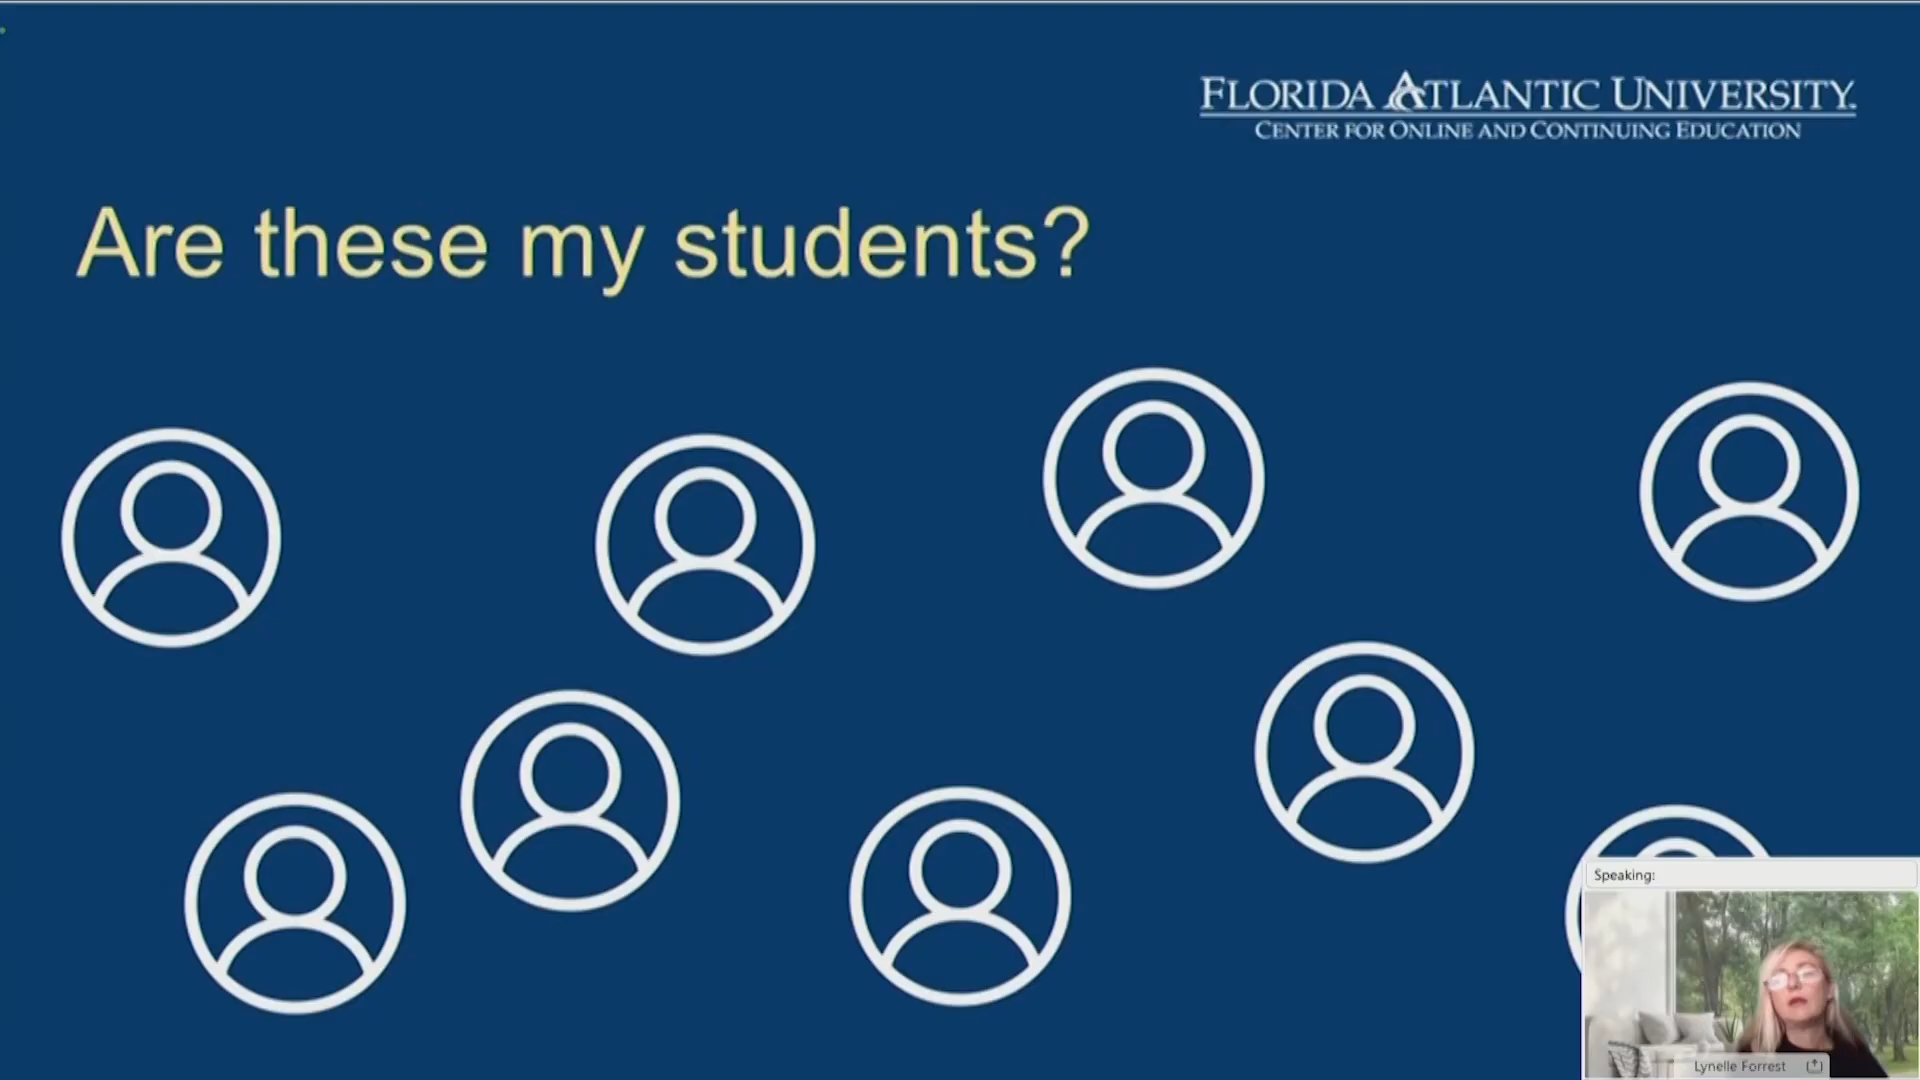 FLORIDA ATLANTIC UNIVERSITY.
CENTER FOR ONLINE AND CONTINUING EDUCATION
Are these my students?
Speaking:
Lynelle Forrest